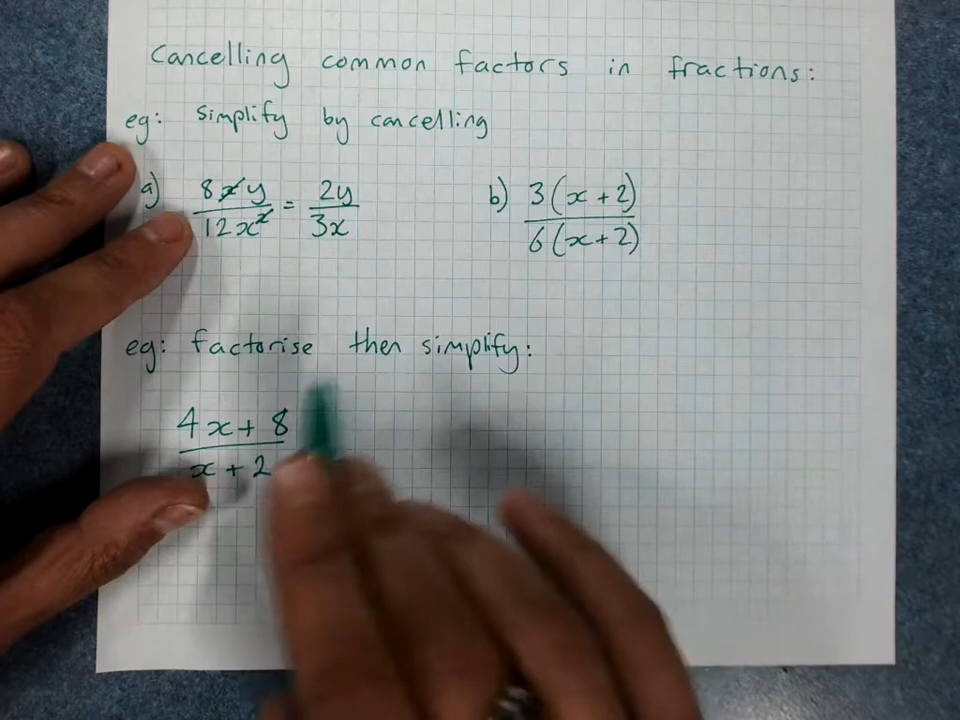 Cancelling common factors in fractions:
eg: simplify by cancelling
a) 8xy/12x² = 2y/3x
b) 3(x+2)/6(x+2)
eg: factorise then simplify:
4x + 8
x + 2